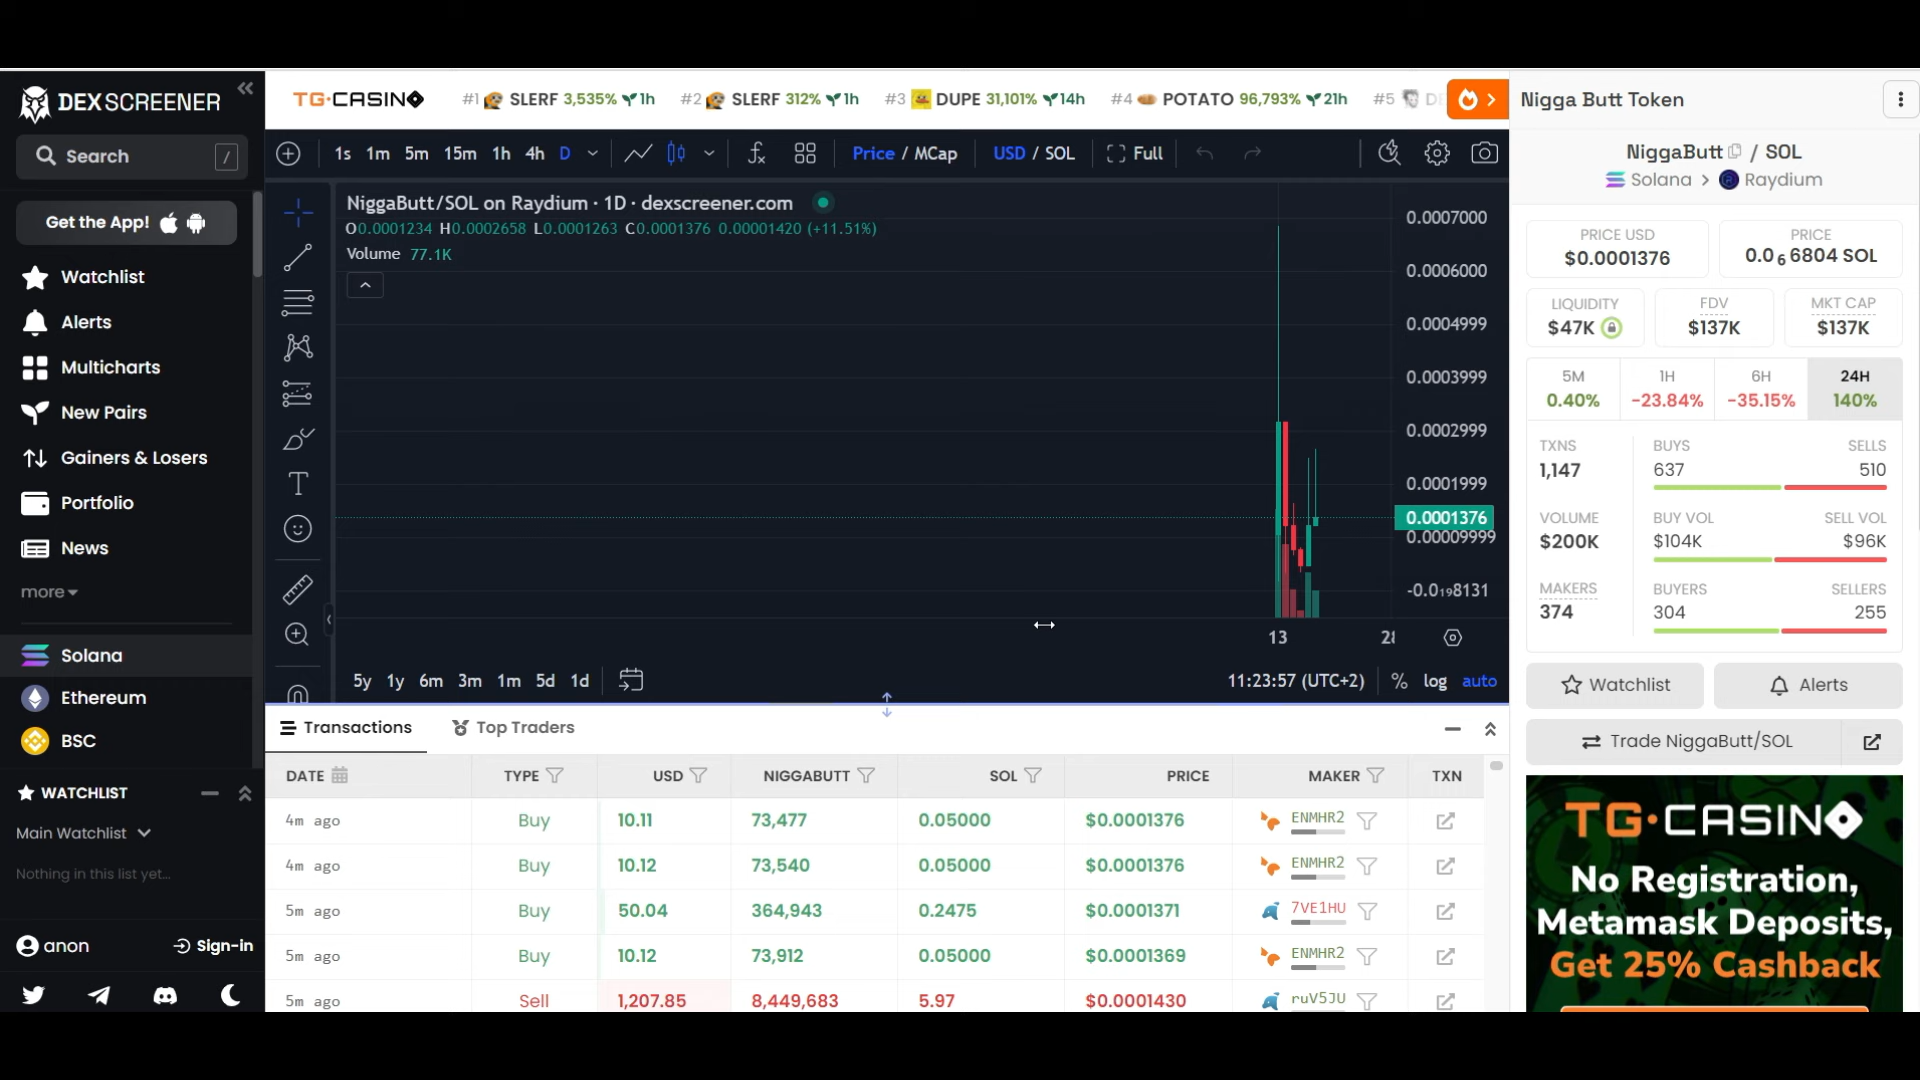 DEX SCREENER
Search /
Get the App!
Watchlist
Alerts
Multicharts
New Pairs
Gainers & Losers
Portfolio
News
more
Solana
Ethereum
BSC
WATCHLIST
Main Watchlist
Nothing in this list yet...
anon Sign-in
TG.CASINO #1 SLERF 3,535% 1h #2 SLERF 312% 1h #3 DUPE 31,101% 14h #4 POTATO 96,793% 21h #5
1s 1m 5m 15m 1h 4h D Price / MCap USD / SOL Full
NiggaButt/SOL on Raydium · 1D · dexscreener.com
O0.0001234 H0.0002658 L0.0001263 C0.0001376 0.00001420 (+11.51%)
Volume 77.1K
0.0007000
0.0006000
0.0004999
0.0003999
0.0002999
0.0001999
0.0001376
0.00009999
-0.0₁₉8131
13 28
5y 1y 6m 3m 1m 5d 1d 11:23:57 (UTC+2) % log auto
Transactions Top Traders
DATE TYPE USD NIGGABUTT SOL PRICE MAKER TXN
4m ago Buy 10.11 73,477 0.05000 $0.0001376 ENMHR2
4m ago Buy 10.12 73,540 0.05000 $0.0001376 ENMHR2
5m ago Buy 50.04 364,943 0.2475 $0.0001371 7VE1HU
5m ago Buy 10.12 73,912 0.05000 $0.0001369 ENMHR2
5m ago Sell 1,207.85 8,449,683 5.97 $0.0001430 ruV5JU
Nigga Butt Token
NiggaButt / SOL
Solana > Raydium
PRICE USD PRICE
$0.0001376 0.0₆6804 SOL
LIQUIDITY FDV MKT CAP
$47K $137K $137K
5M 1H 6H 24H
0.40% -23.84% -35.15% 140%
TXNS BUYS SELLS
1,147 637 510
VOLUME BUY VOL SELL VOL
$200K $104K $96K
MAKERS BUYERS SELLERS
374 304 255
Watchlist Alerts
Trade NiggaButt/SOL
TG.CASINO
No Registration,
Metamask Deposits,
Get 25% Cashback